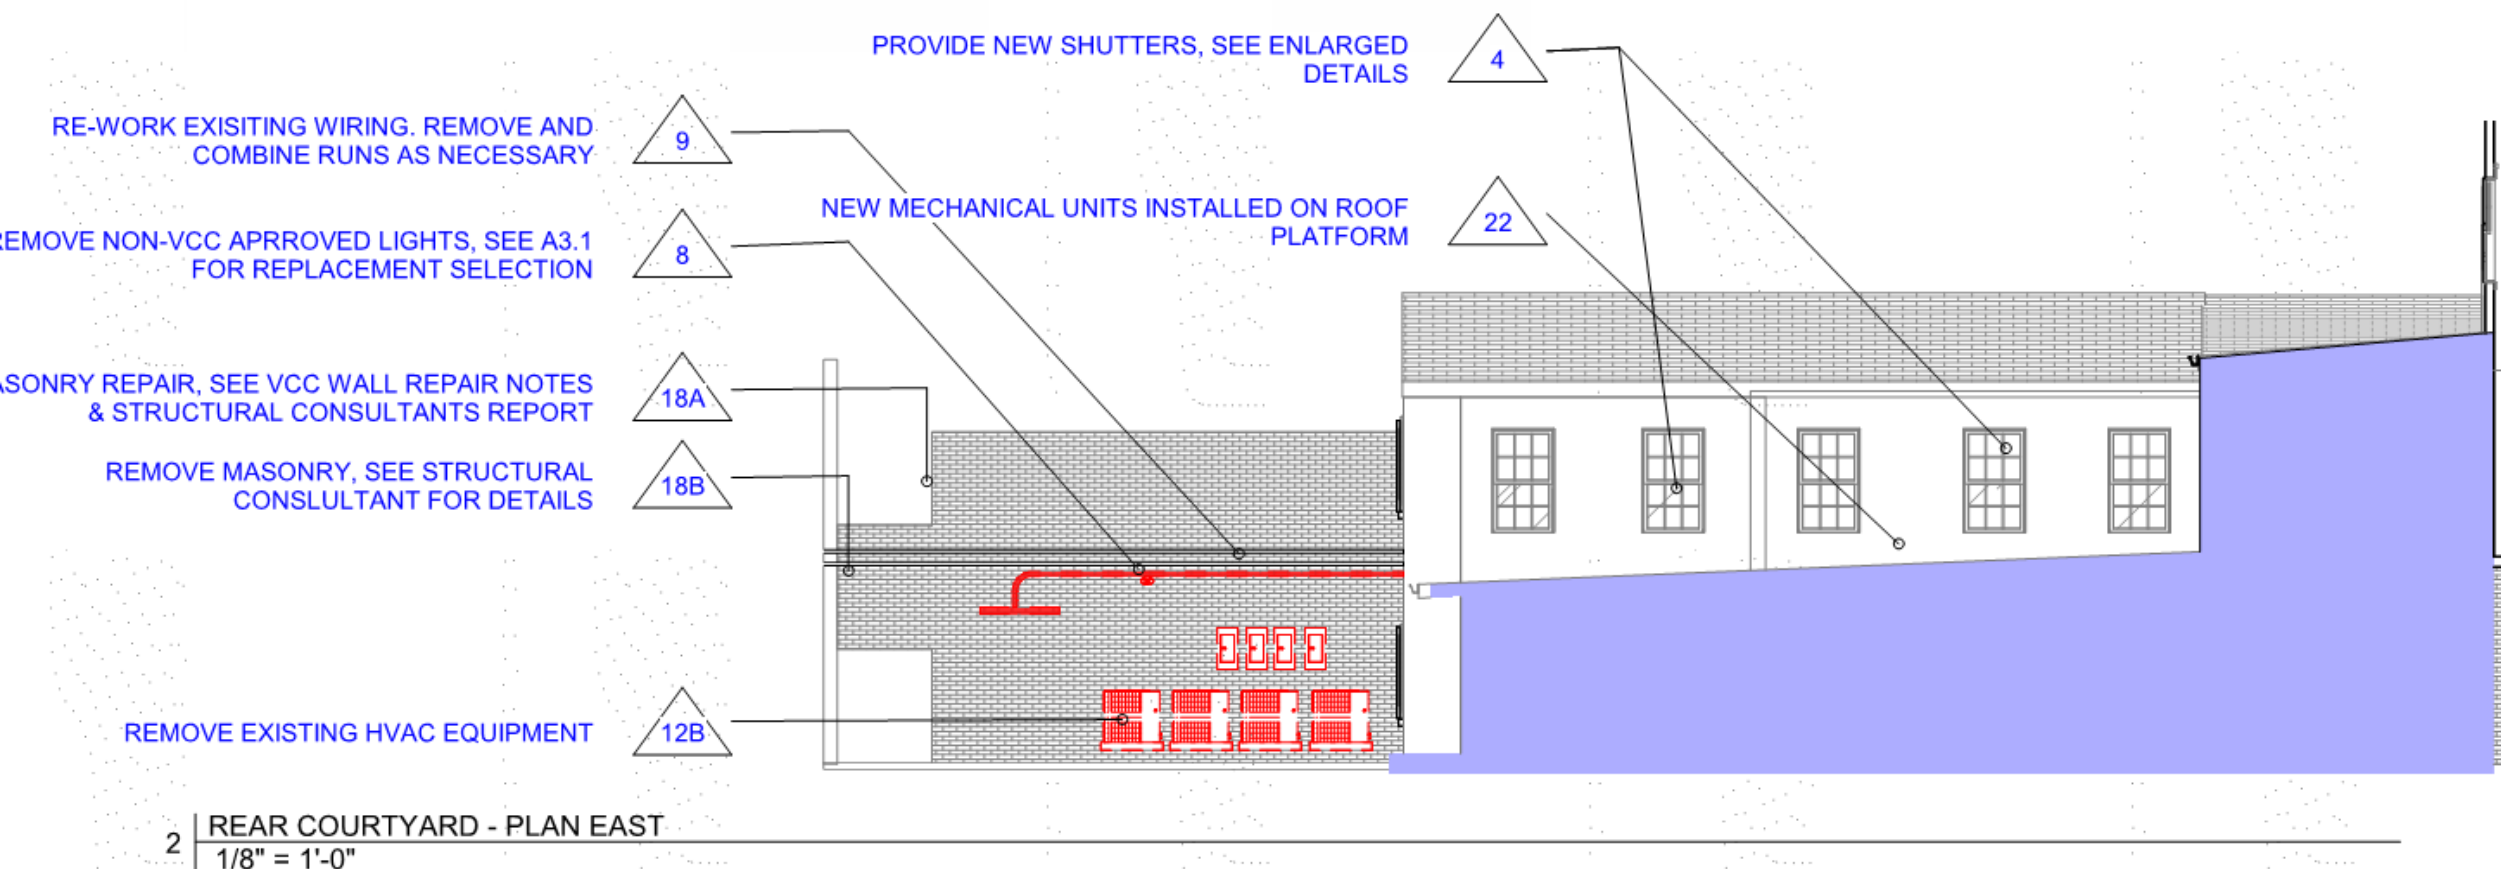 PROVIDE NEW SHUTTERS, SEE ENLARGED
DETAILS
4
RE-WORK EXISITING WIRING. REMOVE AND
COMBINE RUNS AS NECESSARY
9
NEW MECHANICAL UNITS INSTALLED ON ROOF
PLATFORM
22
REMOVE NON-VCC APRROVED LIGHTS, SEE A3.1
FOR REPLACEMENT SELECTION
8
ASONRY REPAIR, SEE VCC WALL REPAIR NOTES
& STRUCTURAL CONSULTANTS REPORT
18A
REMOVE MASONRY, SEE STRUCTURAL
CONSLULTANT FOR DETAILS
18B
REMOVE EXISTING HVAC EQUIPMENT
12B
2
REAR COURTYARD - PLAN EAST
1/8" = 1'-0"